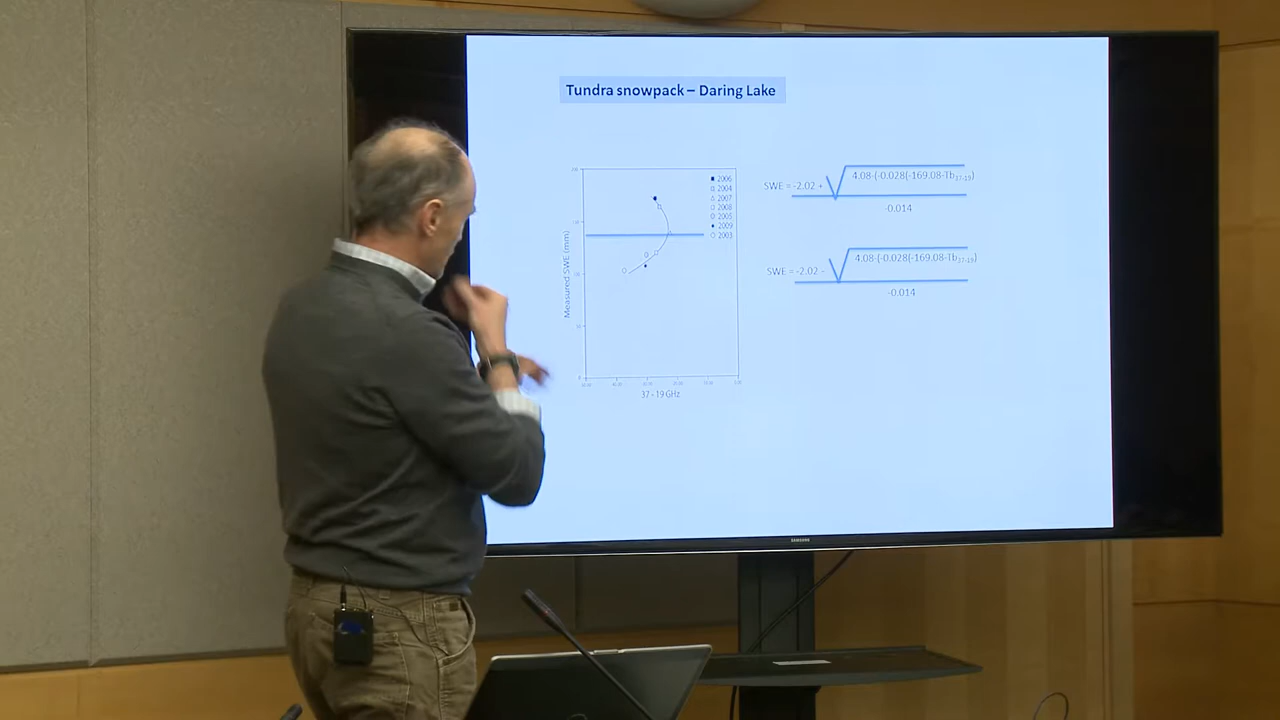 Tundra snowpack – Daring Lake
2006
2004
2007
2008
2005
2009
2003
Measured SWE (mm)
37 - 19 GHz
SWE = -2.02 + √ 4.08-(-0.028(-169.08-Tb37-19)
-0.014
SWE = -2.02 - √ 4.08-(-0.028(-169.08-Tb37-19)
-0.014
SAMSUNG